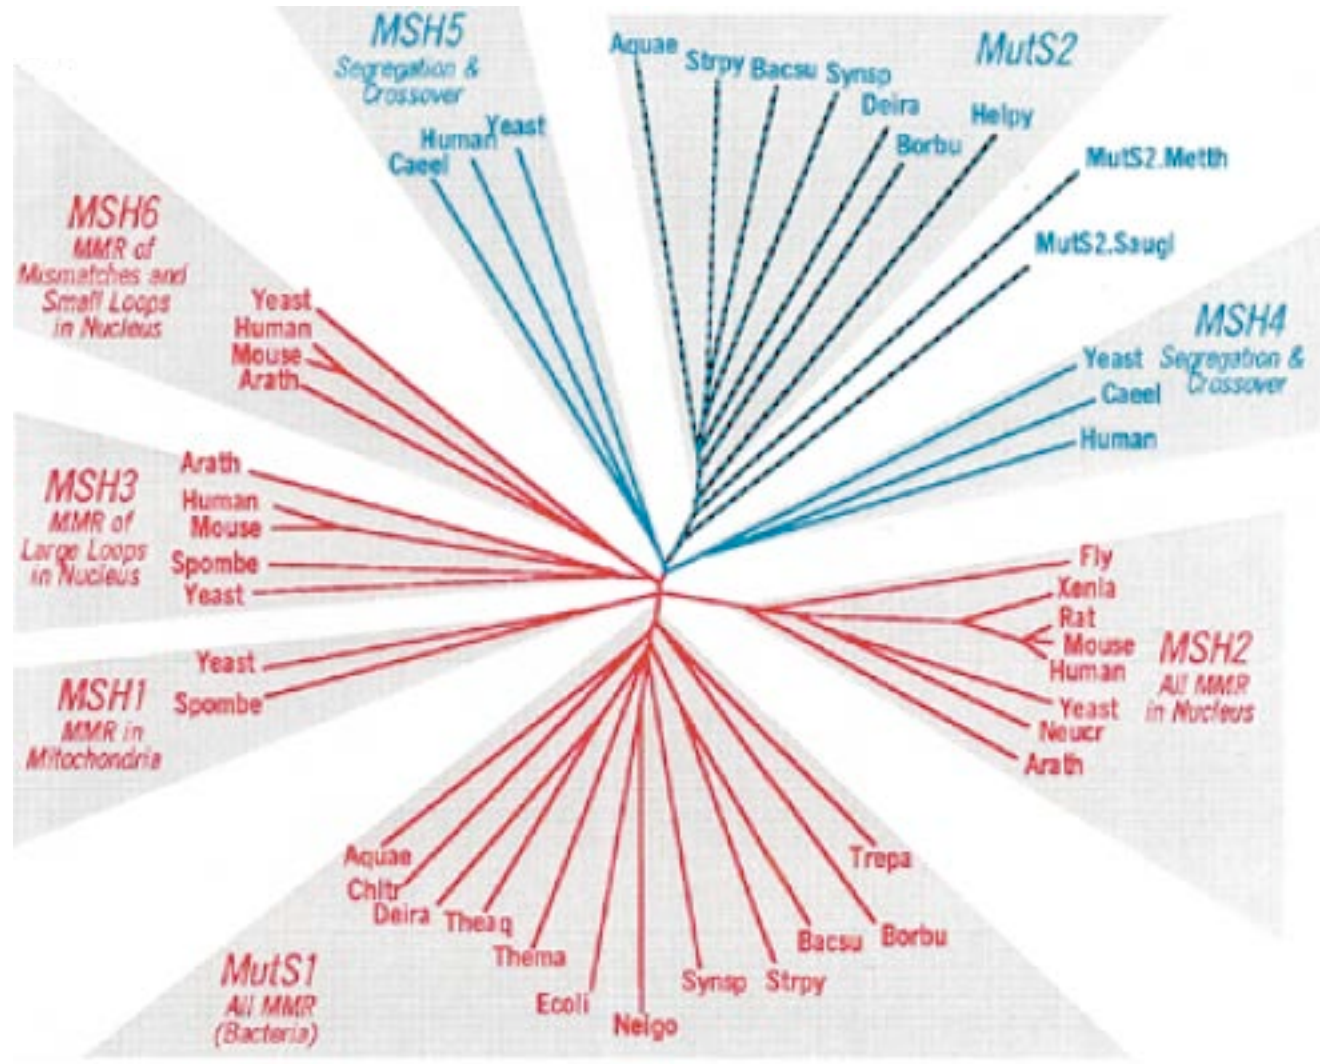 MSH5
Segregation &
Crossover
Caeel
Human
Yeast
Aquae
Strpy
Bacsu
Synsp
Deira
Borbu
Helpy
MutS2
MutS2.Metth
MutS2.Saugl
MSH4
Segregation &
Crossover
Yeast
Caeel
Human
MSH6
MMR of
Mismatches and
Small Loops
in Nucleus
Yeast
Human
Mouse
Arath
MSH3
MMR of
Large Loops
in Nucleus
Arath
Human
Mouse
Spombe
Yeast
MSH1
MMR in
Mitochondria
Yeast
Spombe
Fly
Xenla
Rat
Mouse
Human
Yeast
Neucr
Arath
MSH2
All MMR
in Nucleus
MutS1
All MMR
(Bacteria)
Aquae
Chltr
Deira
Theaq
Thema
Ecoli
Neigo
Synsp
Strpy
Bacsu
Borbu
Trepa